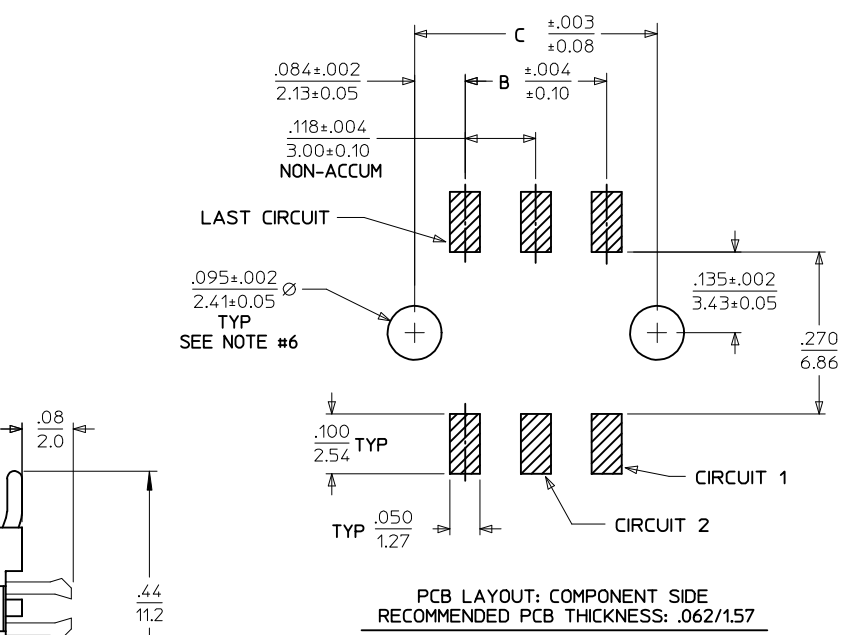 C ±.003
±0.08
.084±.002
2.13±0.05
B ±.004
±0.10
.118±.004
3.00±0.10
NON-ACCUM
LAST CIRCUIT
.095±.002
2.41±0.05 Ø
TYP
SEE NOTE #6
.135±.002
3.43±0.05
.270
6.86
.08
2.0
.100
2.54 TYP
CIRCUIT 1
TYP .050
1.27
CIRCUIT 2
.44
11.2
PCB LAYOUT: COMPONENT SIDE
RECOMMENDED PCB THICKNESS: .062/1.57